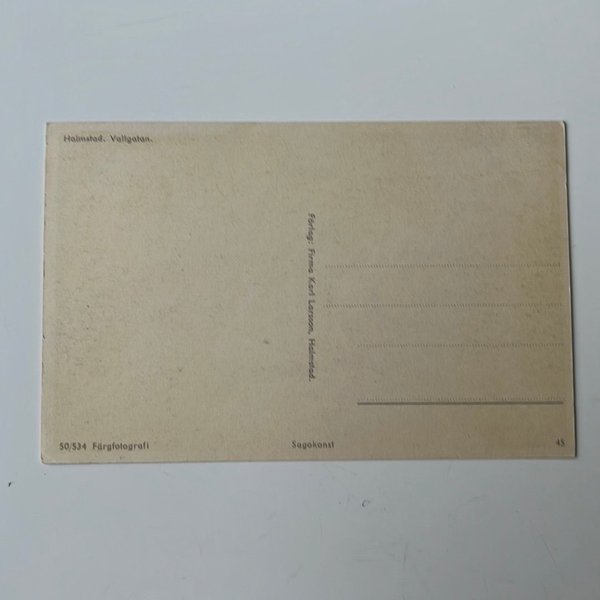 Halmstad. Vallgatan.
Förlag: Firma Karl Larsson, Halmstad.
50/534 Färgfotografi
Sagokonst
45